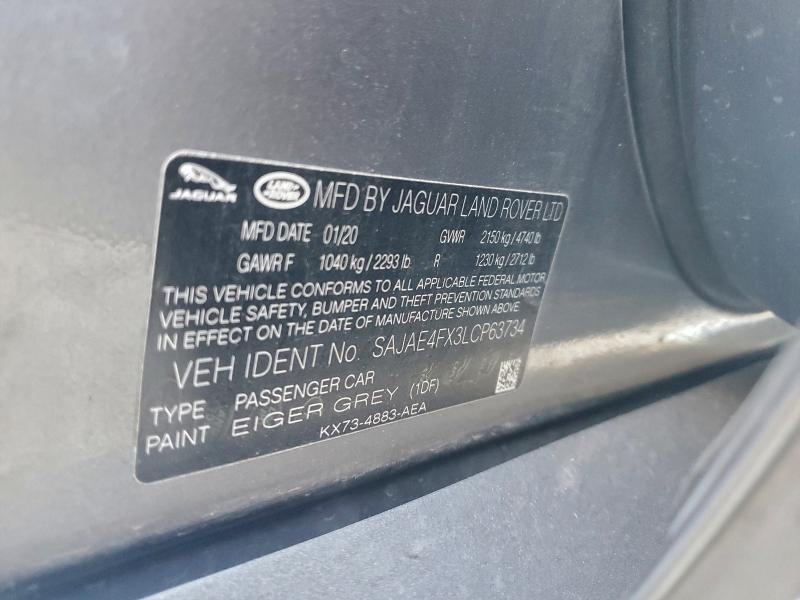 JAGUAR LAND ROVER MFD BY JAGUAR LAND ROVER LTD
MFD DATE 01/20 GVWR 2150 kg / 4740 lb
GAWR F 1040 kg / 2293 lb. R 1230 kg / 2712 lb
THIS VEHICLE CONFORMS TO ALL APPLICABLE FEDERAL MOTOR
VEHICLE SAFETY, BUMPER AND THEFT PREVENTION STANDARDS
IN EFFECT ON THE DATE OF MANUFACTURE SHOWN ABOVE
VEH IDENT No. SAJAE4FX3LCP63734
TYPE PASSENGER CAR
PAINT EIGER GREY (1DF)
KX73-4883-AEA